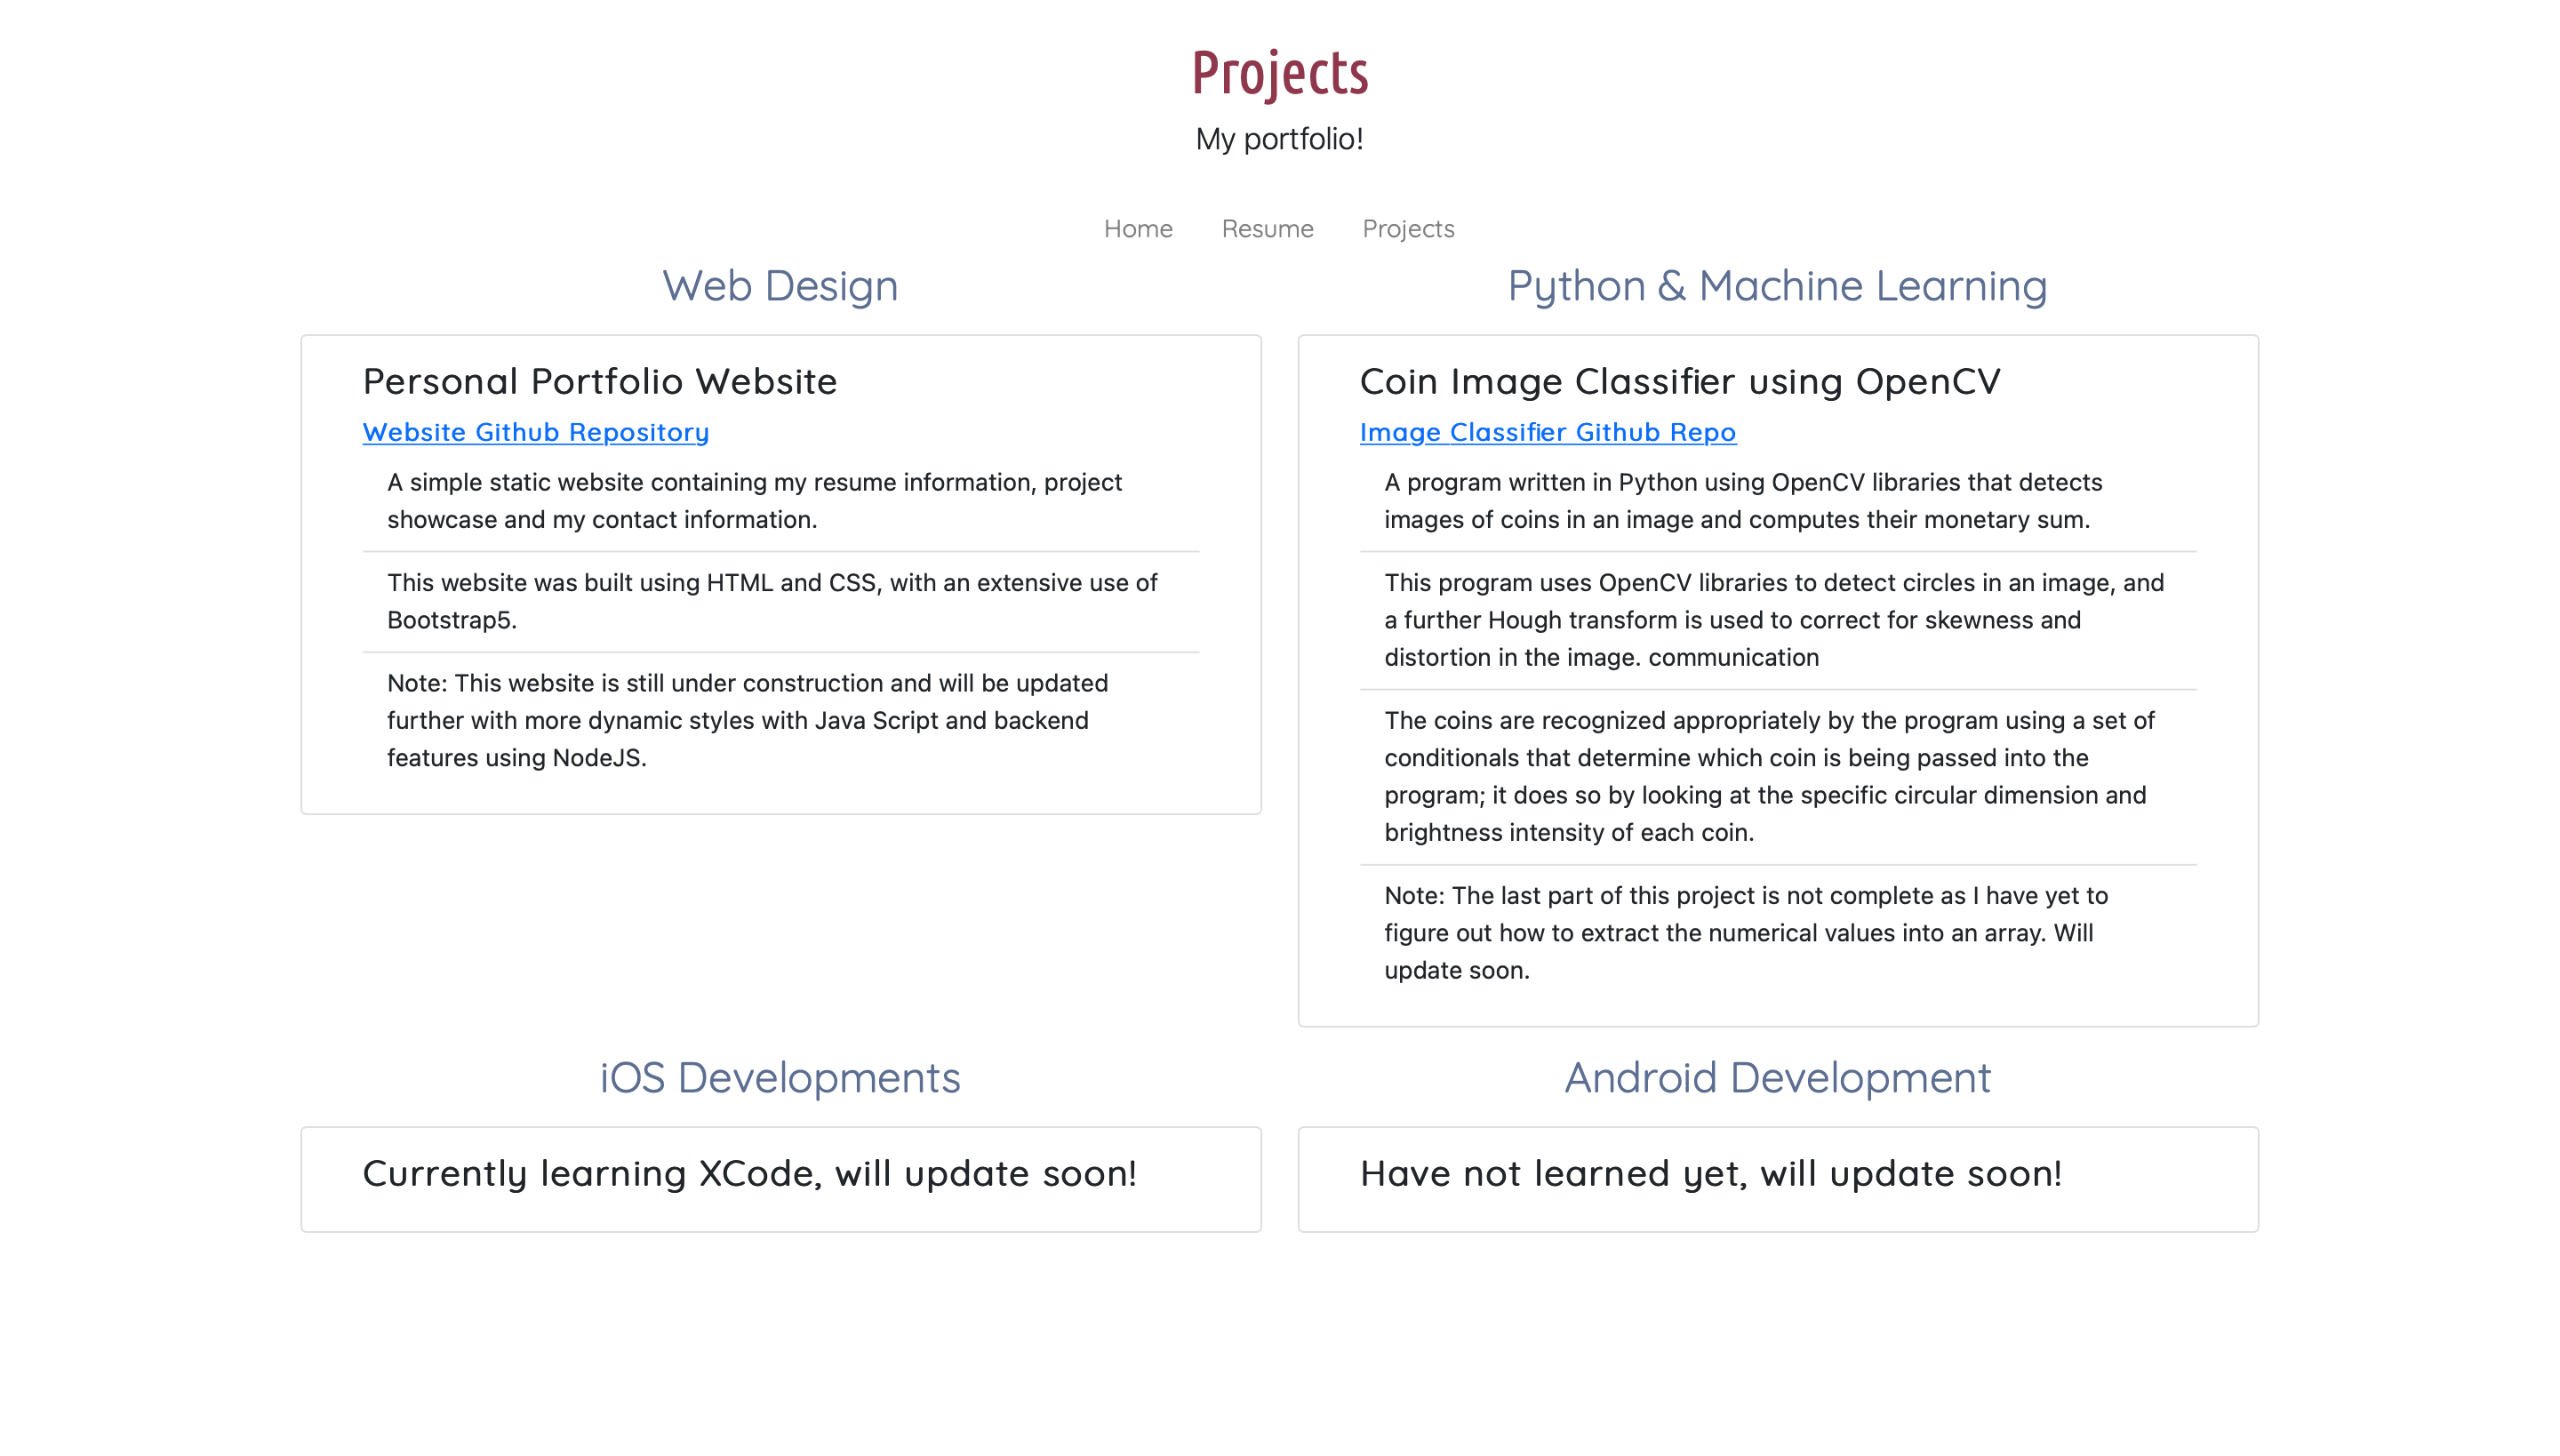 Projects
My portfolio!
Home Resume Projects
Web Design
Personal Portfolio Website
Website Github Repository
A simple static website containing my resume information, project
showcase and my contact information.
This website was built using HTML and CSS, with an extensive use of
Bootstrap5.
Note: This website is still under construction and will be updated
further with more dynamic styles with Java Script and backend
features using NodeJS.
Python & Machine Learning
Coin Image Classifier using OpenCV
Image Classifier Github Repo
A program written in Python using OpenCV libraries that detects
images of coins in an image and computes their monetary sum.
This program uses OpenCV libraries to detect circles in an image, and
a further Hough transform is used to correct for skewness and
distortion in the image. communication
The coins are recognized appropriately by the program using a set of
conditionals that determine which coin is being passed into the
program; it does so by looking at the specific circular dimension and
brightness intensity of each coin.
Note: The last part of this project is not complete as I have yet to
figure out how to extract the numerical values into an array. Will
update soon.
iOS Developments
Currently learning XCode, will update soon!
Android Development
Have not learned yet, will update soon!